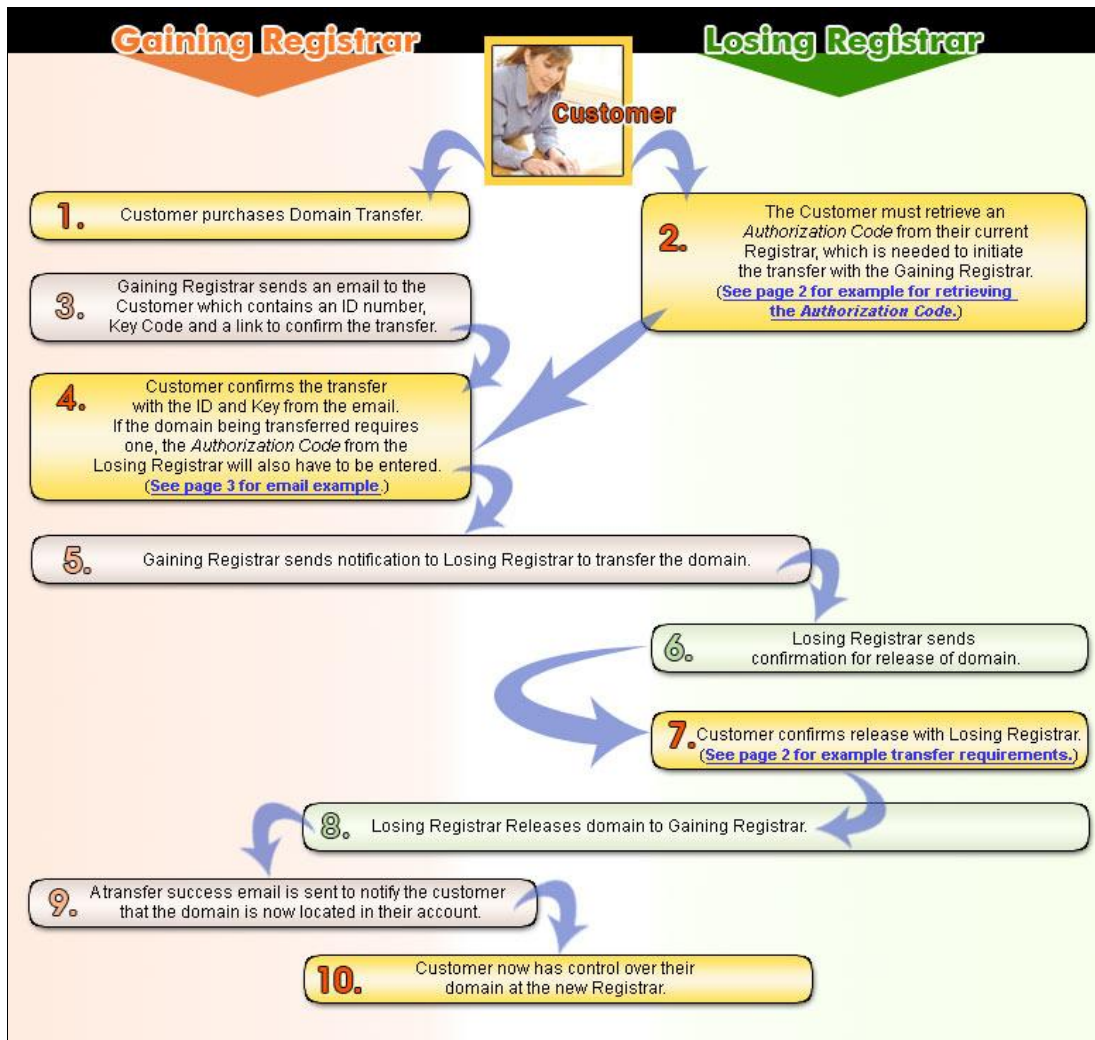 Gaining Registrar
Losing Registrar
Customer
1.
Customer purchases Domain Transfer.
2.
The Customer must retrieve an
Authorization Code from their current
Registrar, which is needed to initiate
the transfer with the Gaining Registrar.
(See page 2 for example for retrieving
the Authorization Code.)
3.
Gaining Registrar sends an email to the
Customer which contains an ID number,
Key Code and a link to confirm the transfer.
4.
Customer confirms the transfer
with the ID and Key from the email.
If the domain being transferred requires
one, the Authorization Code from the
Losing Registrar will also have to be entered.
(See page 3 for email example.)
5.
Gaining Registrar sends notification to Losing Registrar to transfer the domain.
6.
Losing Registrar sends
confirmation for release of domain.
7.
Customer confirms release with Losing Registrar.
(See page 2 for example transfer requirements.)
8.
Losing Registrar Releases domain to Gaining Registrar.
9.
A transfer success email is sent to notify the customer
that the domain is now located in their account.
10.
Customer now has control over their
domain at the new Registrar.